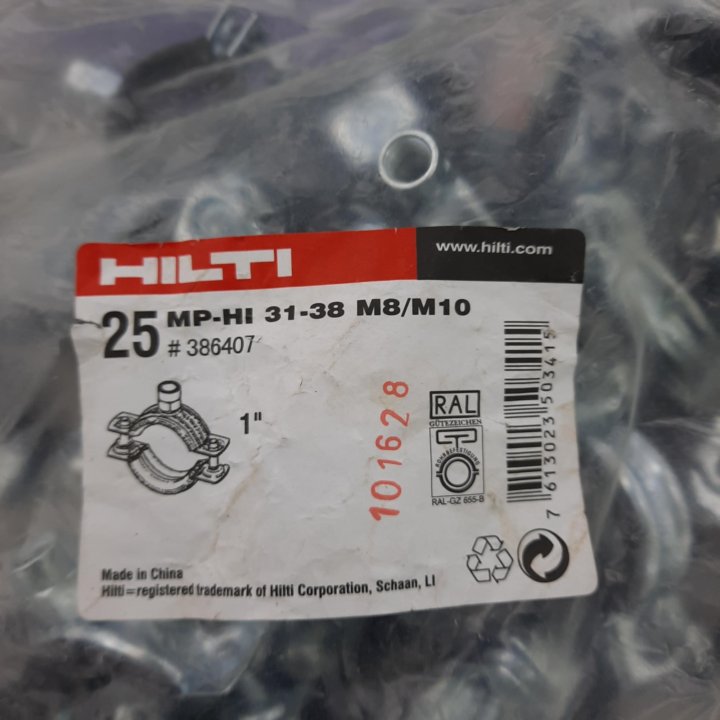 HILTI
www.hilti.com
25 MP-HI 31-38 M8/M10
# 386407
1"
101628
RAL
GÜTEZEICHEN
ROHRBEFESTIGUNG
RAL-GZ 655-B
7 613023 503415
Made in China
Hilti=registered trademark of Hilti Corporation, Schaan, LI